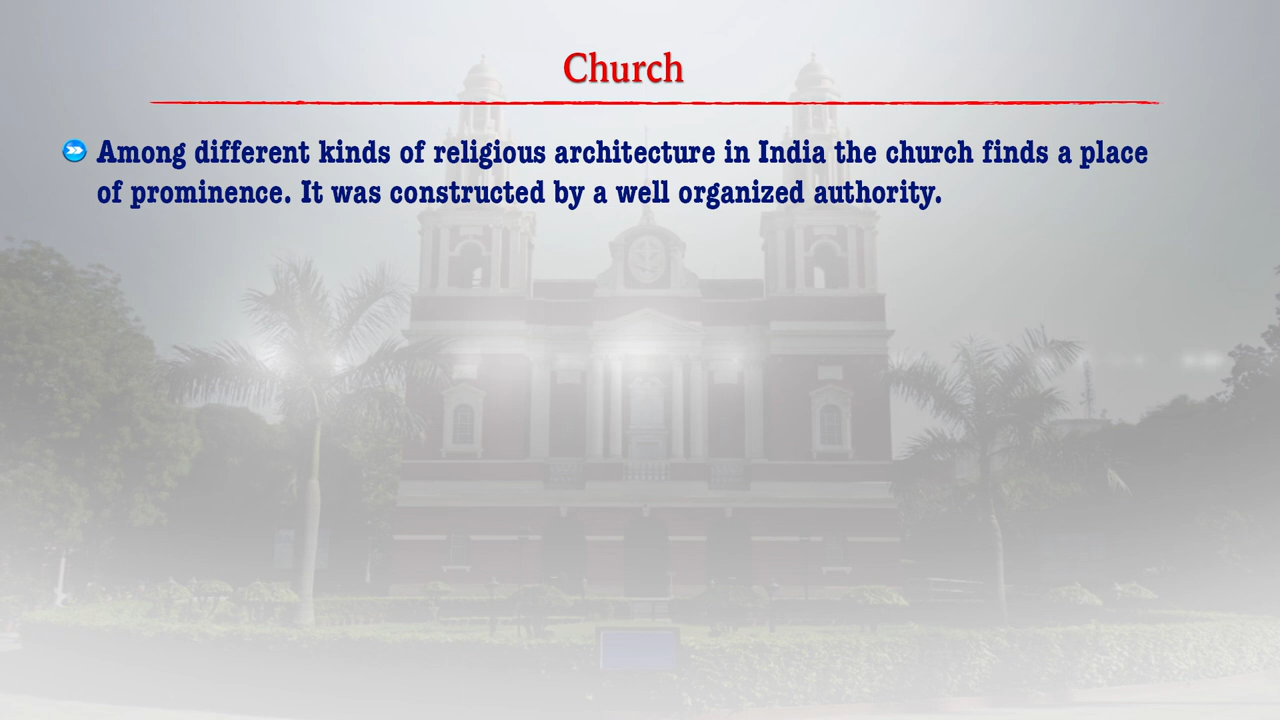 Church
Among different kinds of religious architecture in India the church finds a place
of prominence. It was constructed by a well organized authority.